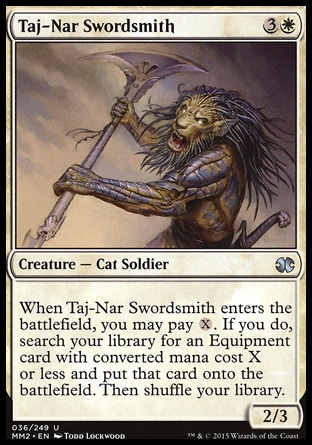 Taj-Nar Swordsmith 3
Creature — Cat Soldier
When Taj-Nar Swordsmith enters the
battlefield, you may pay X. If you do,
search your library for an Equipment
card with converted mana cost X
or less and put that card onto the
battlefield. Then shuffle your library.
2/3
036/249 U
MM2 • EN Todd Lockwood ™ & © 2015 Wizards of the Coast